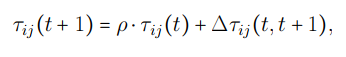 τᵢⱼ(t + 1) = ρ · τᵢⱼ(t) + Δτᵢⱼ(t, t + 1),